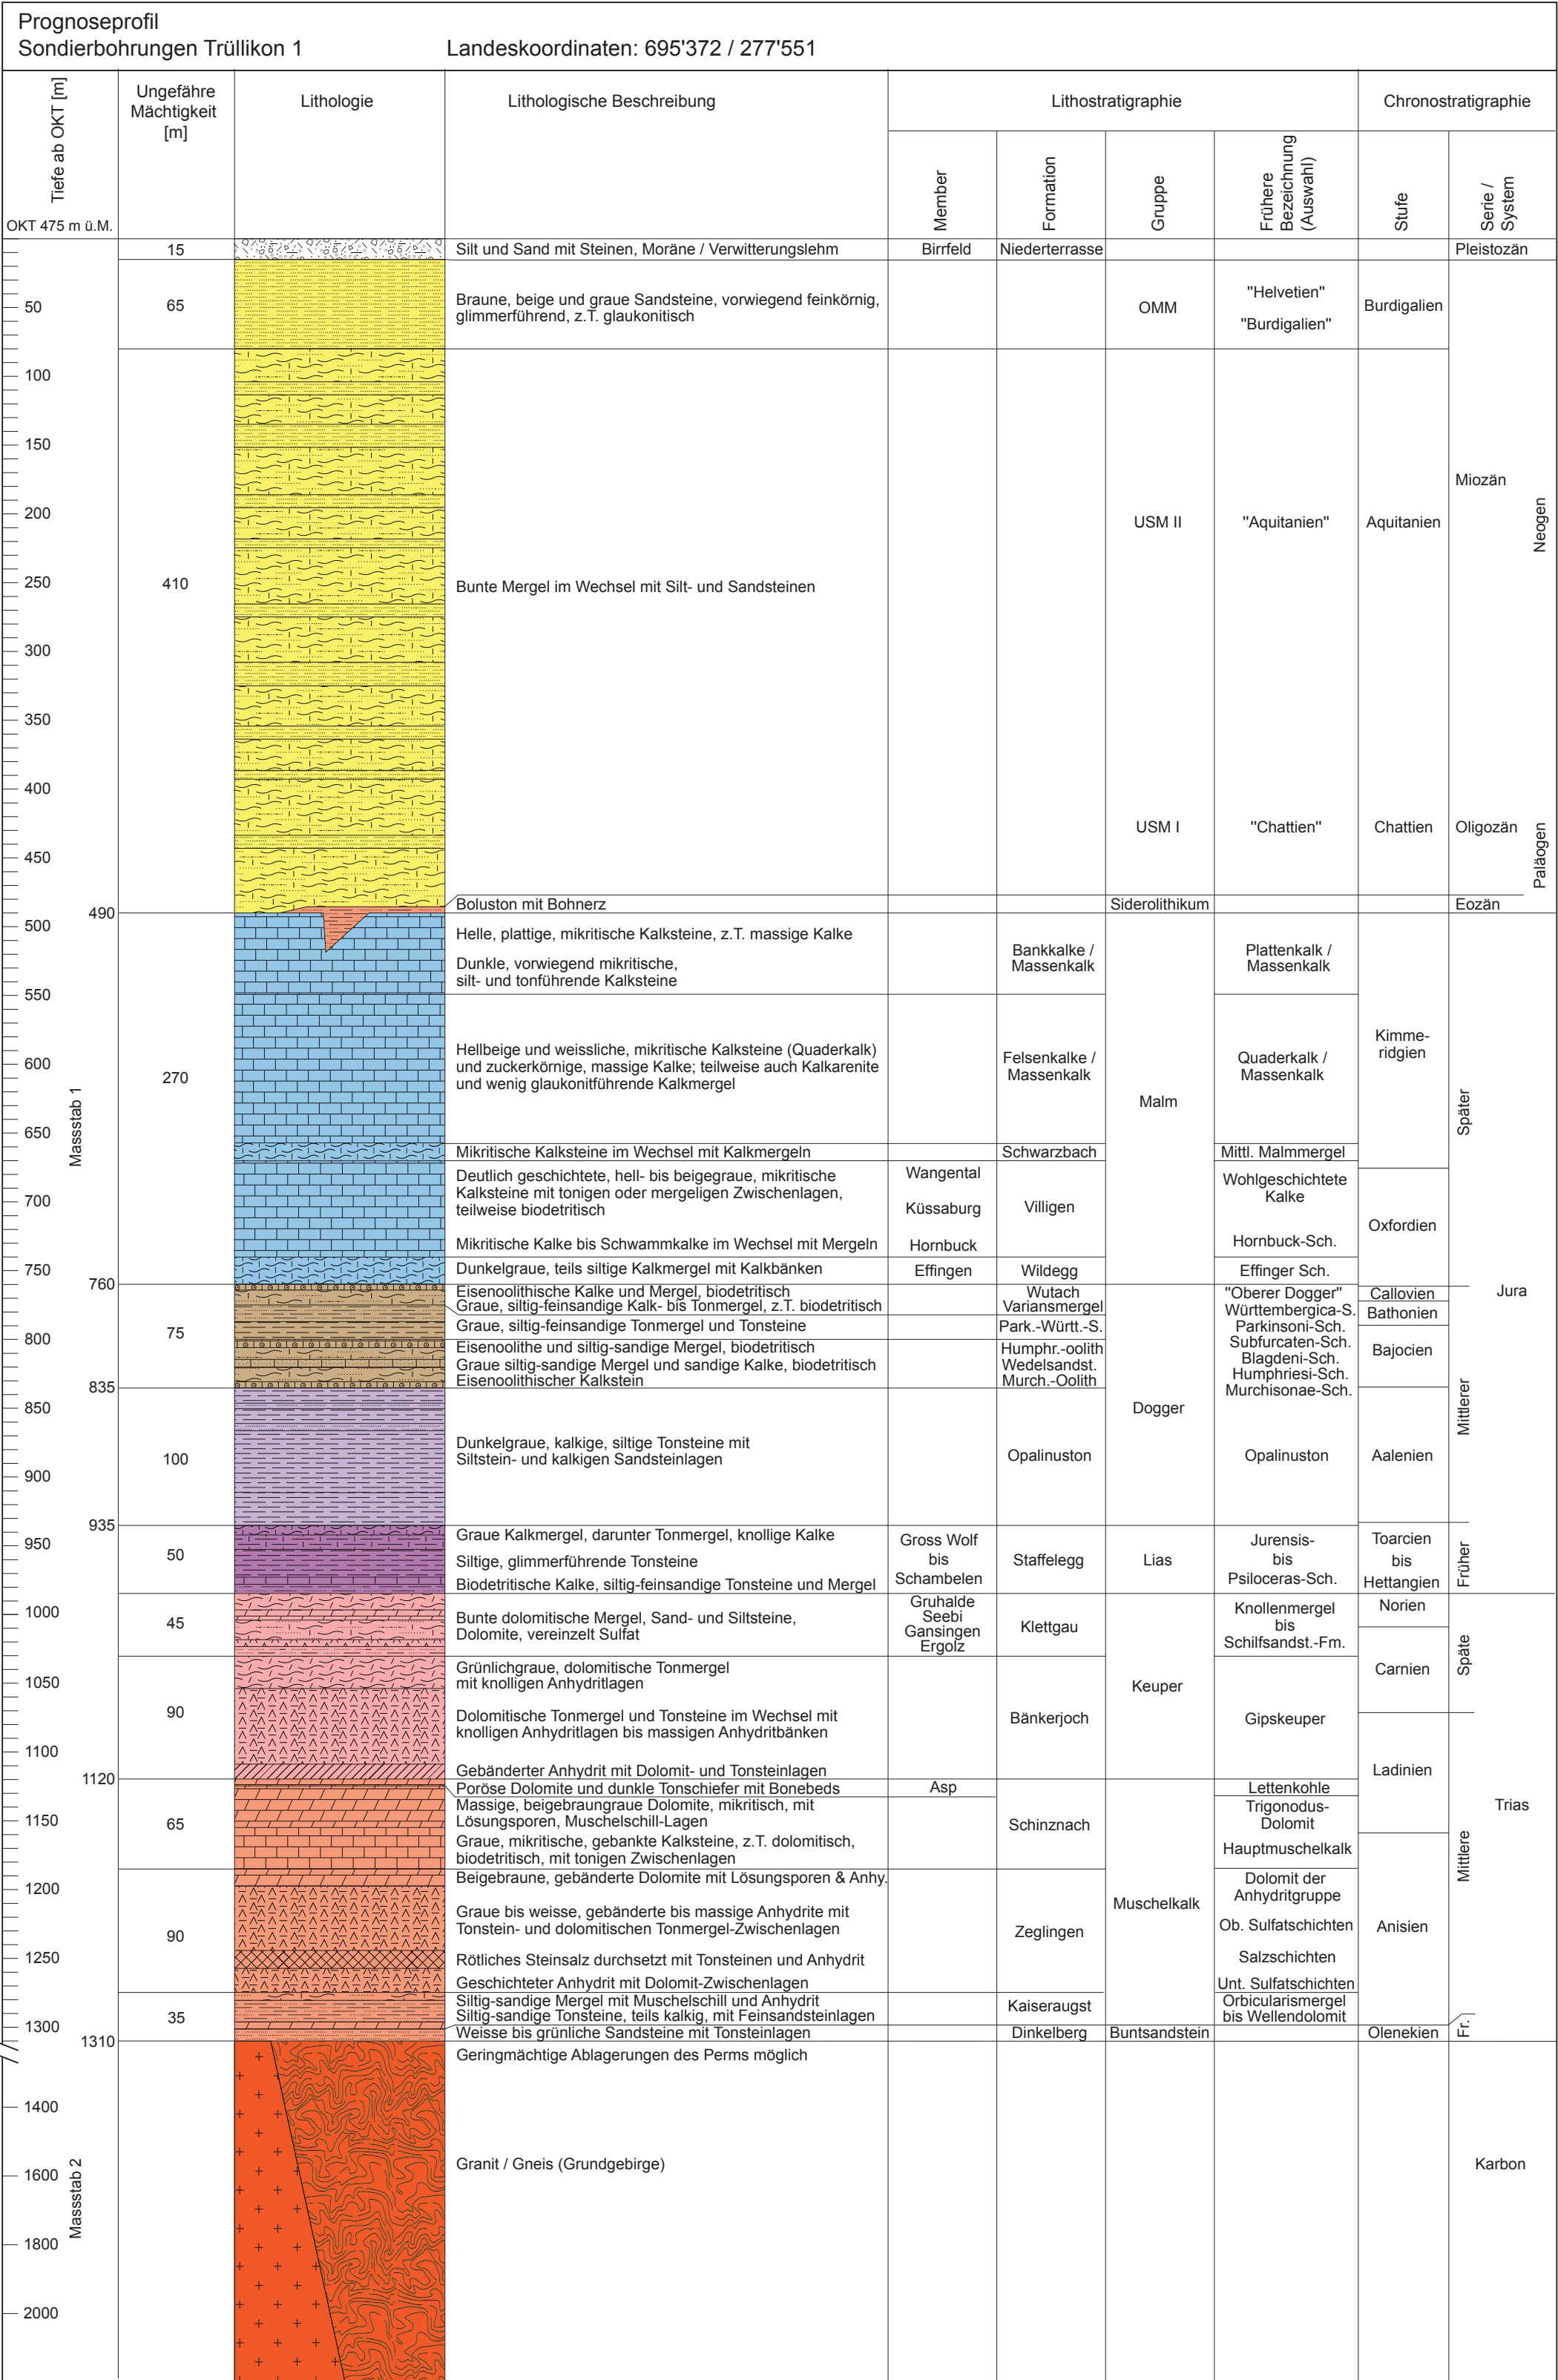 Prognoseprofil
Sondierbohrungen Trüllikon 1
Landeskoordinaten: 695'372 / 277'551
Tiefe ab OKT [m]
OKT 475 m ü.M.
Ungefähre
Mächtigkeit
[m]
Lithologie
Lithologische Beschreibung
Lithostratigraphie
Chronostratigraphie
Member
Formation
Gruppe
Frühere
Bezeichnung
(Auswahl)
Stufe
Serie /
System
15
Silt und Sand mit Steinen, Moräne / Verwitterungslehm
Birrfeld
Niederterrasse
Pleistozän
50
65
Braune, beige und graue Sandsteine, vorwiegend feinkörnig,
glimmerführend, z.T. glaukonitisch
OMM
"Helvetien"
"Burdigalien"
Burdigalien
100
150
200
250
300
350
400
450
410
Bunte Mergel im Wechsel mit Silt- und Sandsteinen
USM II
"Aquitanien"
Aquitanien
Miozän
Neogen
USM I
"Chattien"
Chattien
Oligozän
Paläogen
Boluston mit Bohnerz
Siderolithikum
Eozän
490
500
550
600
650
700
750
Massstab 1
270
Helle, plattige, mikritische Kalksteine, z.T. massige Kalke
Dunkle, vorwiegend mikritische,
silt- und tonführende Kalksteine
Bankkalke /
Massenkalk
Plattenkalk /
Massenkalk
Hellbeige und weissliche, mikritische Kalksteine (Quaderkalk)
und zuckerkörnige, massige Kalke; teilweise auch Kalkarenite
und wenig glaukonitführende Kalkmergel
Felsenkalke /
Massenkalk
Malm
Quaderkalk /
Massenkalk
Kimme-
ridgien
Später
Mikritische Kalksteine im Wechsel mit Kalkmergeln
Schwarzbach
Mittl. Malmmergel
Deutlich geschichtete, hell- bis beigegraue, mikritische
Kalksteine mit tonigen oder mergeligen Zwischenlagen,
teilweise biodetritisch
Mikritische Kalke bis Schwammkalke im Wechsel mit Mergeln
Wangental
Küssaburg
Hornbuck
Villigen
Wohlgeschichtete
Kalke
Hornbuck-Sch.
Oxfordien
Dunkelgraue, teils siltige Kalkmergel mit Kalkbänken
Effingen
Wildegg
Effinger Sch.
760
75
800
Eisenoolithische Kalke und Mergel, biodetritisch
Graue, siltig-feinsandige Kalk- bis Tonmergel, z.T. biodetritisch
Graue, siltig-feinsandige Tonmergel und Tonsteine
Eisenoolithe und siltig-sandige Mergel, biodetritisch
Graue siltig-sandige Mergel und sandige Kalke, biodetritisch
Eisenoolithischer Kalkstein
Wutach
Variansmergel
Park.-Württ.-S.
Humphr.-oolith
Wedelsandst.
Murch.-Oolith
"Oberer Dogger"
Württembergica-S.
Parkinsoni-Sch.
Subfurcaten-Sch.
Blagdeni-Sch.
Humphriesi-Sch.
Murchisonae-Sch.
Callovien
Bathonien
Bajocien
Jura
835
850
900
100
Dunkelgraue, kalkige, siltige Tonsteine mit
Siltstein- und kalkigen Sandsteinlagen
Opalinuston
Dogger
Opalinuston
Aalenien
Mittlerer
935
950
50
Graue Kalkmergel, darunter Tonmergel, knollige Kalke
Siltige, glimmerführende Tonsteine
Biodetritische Kalke, siltig-feinsandige Tonsteine und Mergel
Gross Wolf
bis
Schambelen
Staffelegg
Lias
Jurensis-
bis
Psiloceras-Sch.
Toarcien
bis
Hettangien
Früher
1000
45
Bunte dolomitische Mergel, Sand- und Siltsteine,
Dolomite, vereinzelt Sulfat
Gruhalde
Seebi
Gansingen
Ergolz
Klettgau
Knollenmergel
bis
Schilfsandst.-Fm.
Norien
1050
1100
90
Grünlichgraue, dolomitische Tonmergel
mit knolligen Anhydritlagen
Dolomitische Tonmergel und Tonsteine im Wechsel mit
knolligen Anhydritlagen bis massigen Anhydritbänken
Gebänderter Anhydrit mit Dolomit- und Tonsteinlagen
Bänkerjoch
Keuper
Gipskeuper
Carnien
Späte
Ladinien
1120
1150
65
Poröse Dolomite und dunkle Tonschiefer mit Bonebeds
Massige, beigebraungraue Dolomite, mikritisch, mit
Lösungsporen, Muschelschill-Lagen
Graue, mikritische, gebankte Kalksteine, z.T. dolomitisch,
biodetritisch, mit tonigen Zwischenlagen
Asp
Schinznach
Lettenkohle
Trigonodus-
Dolomit
Hauptmuschelkalk
Trias
Mittlere
1200
1250
90
Beigebraune, gebänderte Dolomite mit Lösungsporen & Anhy.
Graue bis weisse, gebänderte bis massige Anhydrite mit
Tonstein- und dolomitischen Tonmergel-Zwischenlagen
Rötliches Steinsalz durchsetzt mit Tonsteinen und Anhydrit
Geschichteter Anhydrit mit Dolomit-Zwischenlagen
Zeglingen
Muschelkalk
Dolomit der
Anhydritgruppe
Ob. Sulfatschichten
Salzschichten
Unt. Sulfatschichten
Anisien
35
1300
Siltig-sandige Mergel mit Muschelschill und Anhydrit
Siltig-sandige Tonsteine, teils kalkig, mit Feinsandsteinlagen
Kaiseraugst
Orbicularismergel
bis Wellendolomit
Weisse bis grünliche Sandsteine mit Tonsteinlagen
Dinkelberg
Buntsandstein
Olenekien
Fr.
1310
Geringmächtige Ablagerungen des Perms möglich
1400
1600
1800
2000
Massstab 2
Granit / Gneis (Grundgebirge)
Karbon